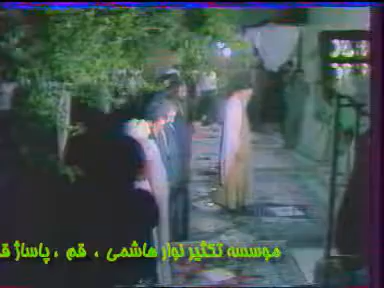 موسسه تکثیر نوار هاشمی ، قم ، پاساژ ق